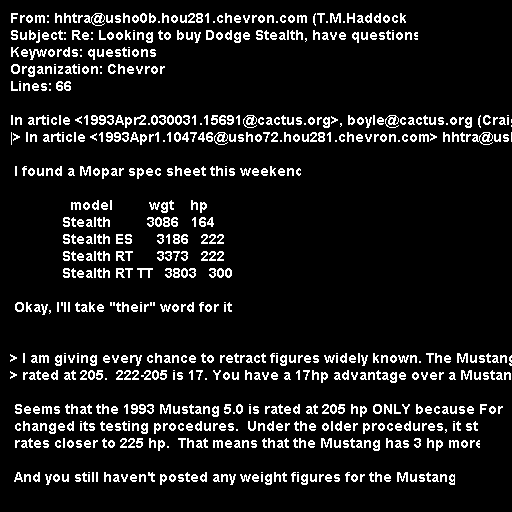 From: hhtra@usho0b.hou281.chevron.com (T.M.Haddock
Subject: Re: Looking to buy Dodge Stealth, have questions
Keywords: questions
Organization: Chevror
Lines: 66
In article <1993Apr2.030031.15691@cactus.org>, boyle@cactus.org (Craig
|> In article <1993Apr1.104746@usho72.hou281.chevron.com> hhtra@us
I found a Mopar spec sheet this weekend
model wgt hp
Stealth 3086 164
Stealth ES 3186 222
Stealth RT 3373 222
Stealth RT TT 3803 300
Okay, I'll take "their" word for it
> I am giving every chance to retract figures widely known. The Mustang
> rated at 205. 222-205 is 17. You have a 17hp advantage over a Mustan
Seems that the 1993 Mustang 5.0 is rated at 205 hp ONLY because For
changed its testing procedures. Under the older procedures, it st
rates closer to 225 hp. That means that the Mustang has 3 hp more
And you still haven't posted any weight figures for the Mustang